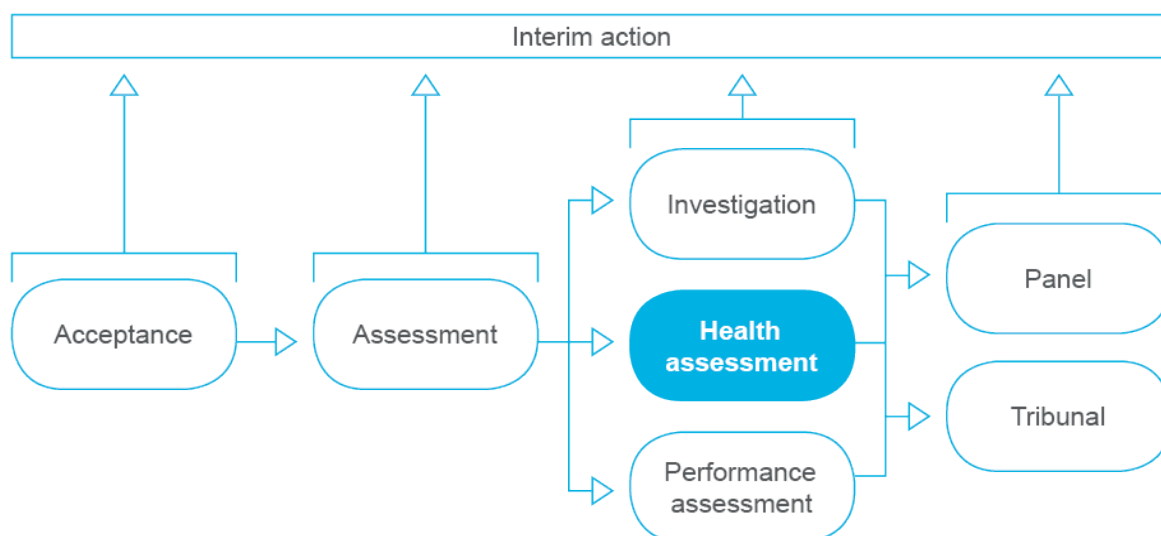 Interim action
Acceptance
Assessment
Investigation
Health
assessment
Performance
assessment
Panel
Tribunal